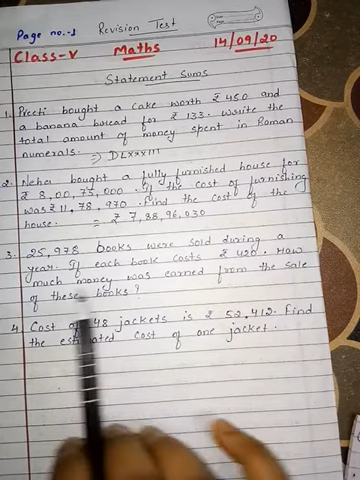 Page no.-1 Revision Test
Class-V Maths 14/09/20
Statement Sums
1. Preeti bought a cake worth ₹ 450 and
a banana bread for ₹ 133. Write the
total amount of money spent in Roman
numerals. ⇒ DLXXXIII
2. Neha bought a fully furnished house for
₹ 8,00,75,000. If the cost of furnishing
was ₹ 11,78,970. Find the cost of the
house. = ₹ 7,88,96,030
3. 25,978 books were sold during a
year. If each book costs ₹ 420. How
much money was earned from the sale
of these books?
4. Cost of 48 jackets is ₹ 52,412. Find
the estimated cost of one jacket.